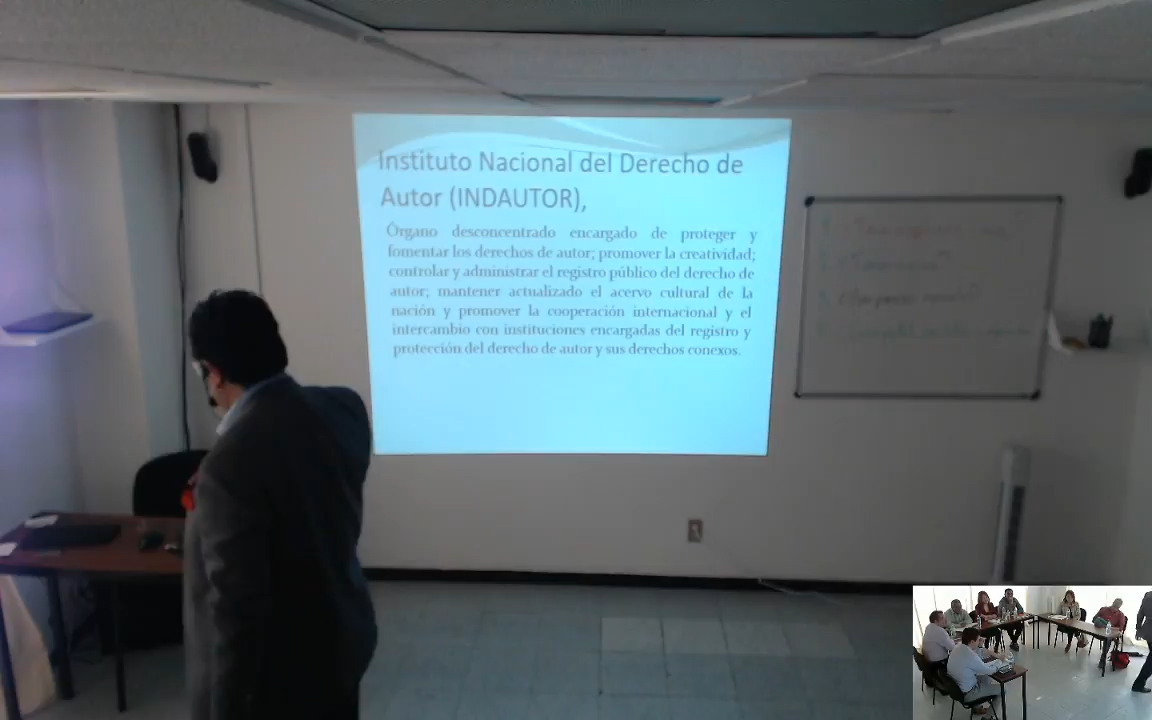 Instituto Nacional del Derecho de
Autor (INDAUTOR),
Órgano desconcentrado encargado de proteger y
fomentar los derechos de autor; promover la creatividad;
controlar y administrar el registro público del derecho de
autor; mantener actualizado el acervo cultural de la
nación y promover la cooperación internacional y el
intercambio con instituciones encargadas del registro y
protección del derecho de autor y sus derechos conexos.